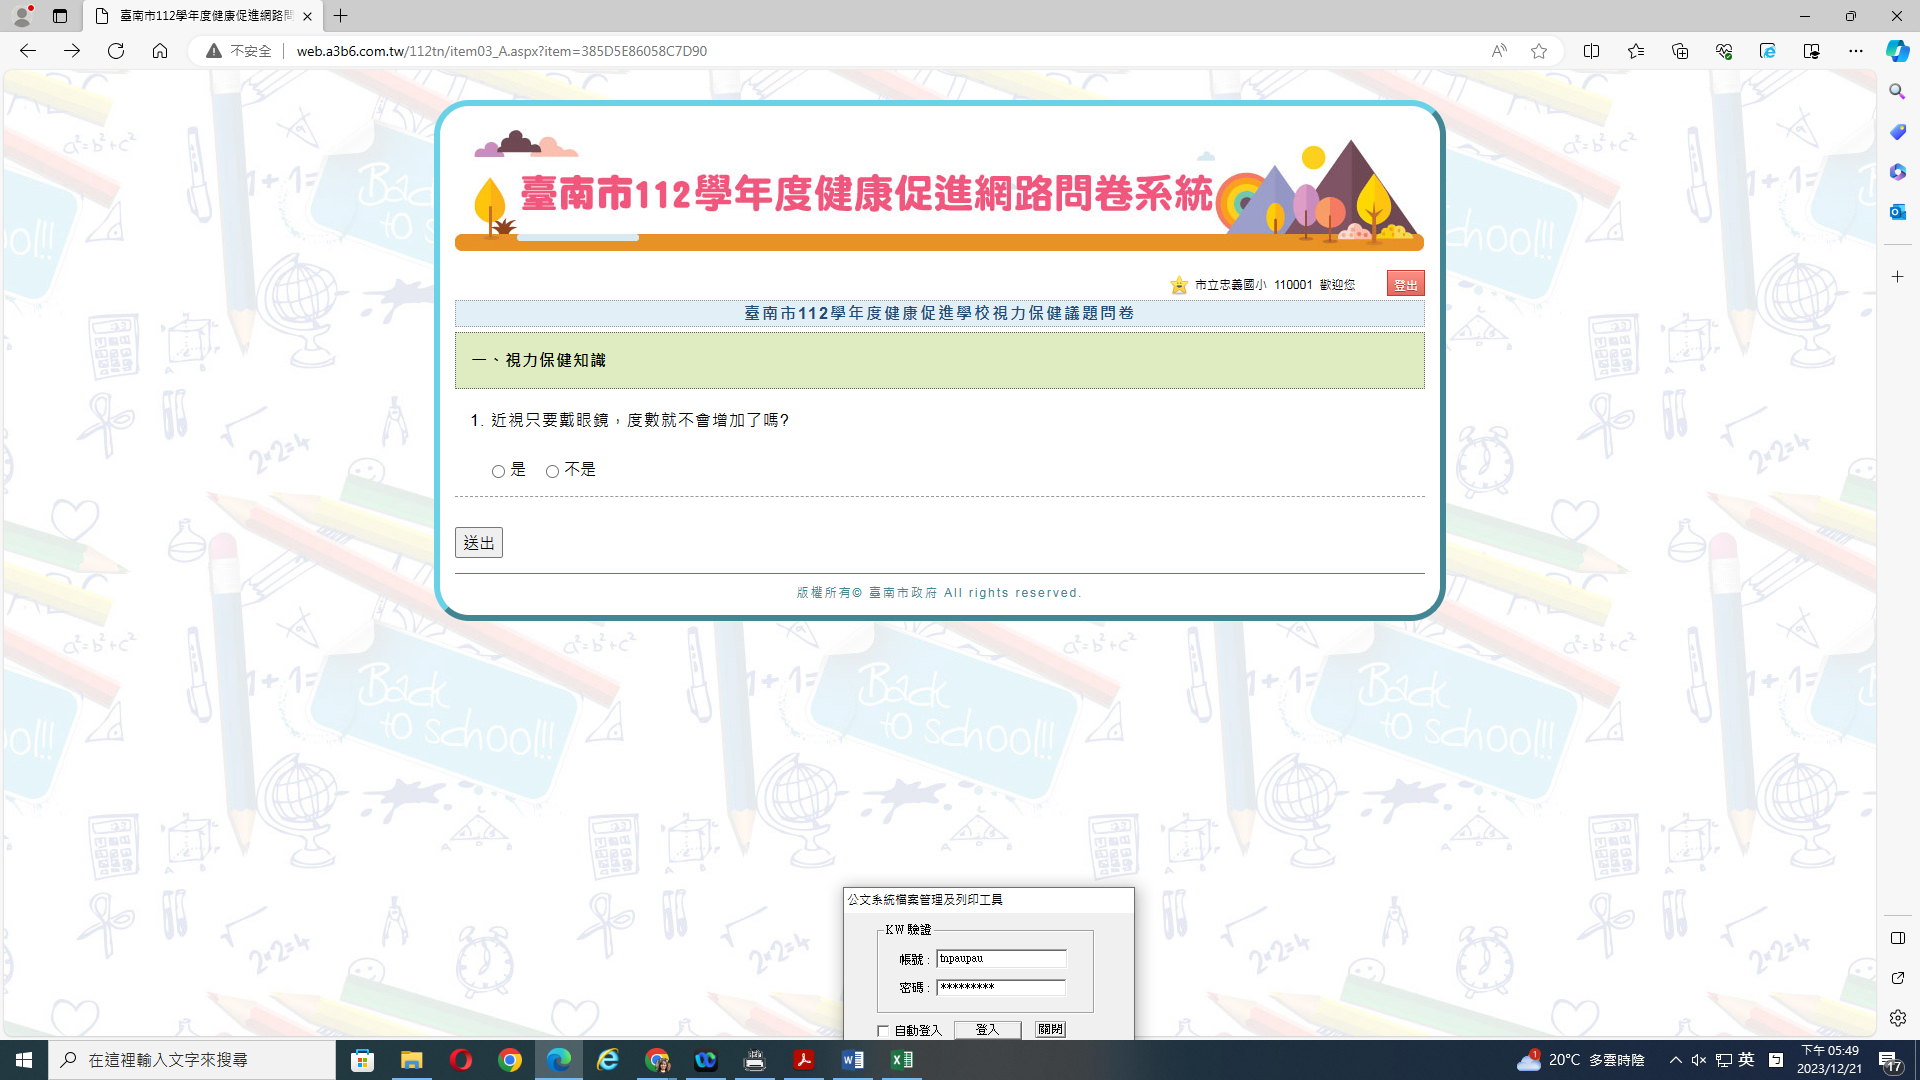 臺南市112學年度健康促進網路問
不安全
web.a3b6.com.tw/112tn/item03_A.aspx?item=385D5E86058C7D90
臺南市112學年度健康促進網路問卷系統
市立忠義國小 110001 歡迎您
登出
臺南市112學年度健康促進學校視力保健議題問卷
一、視力保健知識
1. 近視只要戴眼鏡，度數就不會增加了嗎?
是 不是
送出
版權所有© 臺南市政府 All rights reserved.
Back to school!!!
公文系統檔案管理及列印工具
KW 驗證
帳號 : tnpaupau
密碼 : *********
自動登入 登入 關閉
在這裡輸入文字來搜尋
20°C 多雲時陰
英
下午 05:49
2023/12/21
17